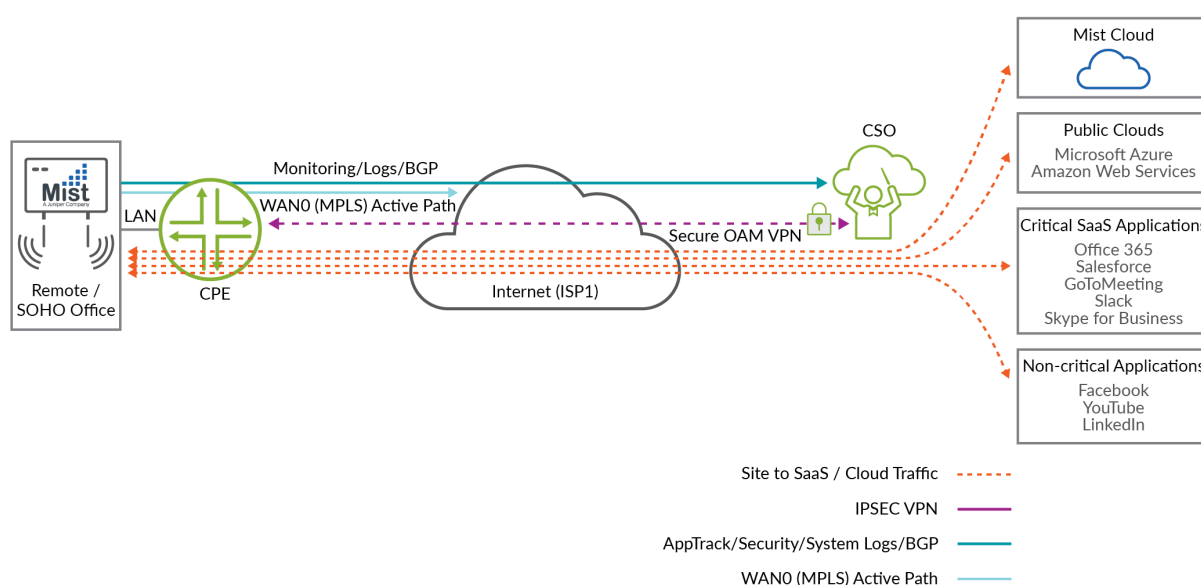 Mist Cloud
Public Clouds
Microsoft Azure
Amazon Web Services
Critical SaaS Applications
Office 365
Salesforce
GoToMeeting
Slack
Skype for Business
Non-critical Applications
Facebook
YouTube
LinkedIn
CSO
Monitoring/Logs/BGP
WAN0 (MPLS) Active Path
Secure OAM VPN
Internet (ISP1)
Mist
A Juniper Company
LAN
CPE
Remote /
SOHO Office
Site to SaaS / Cloud Traffic
IPSEC VPN
AppTrack/Security/System Logs/BGP
WAN0 (MPLS) Active Path